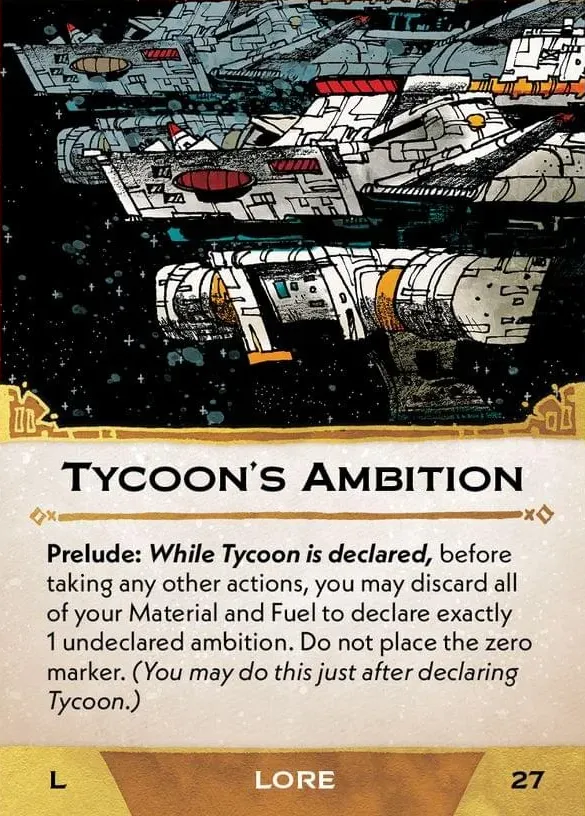 TYCOON'S AMBITION
Prelude: While Tycoon is declared, before
taking any other actions, you may discard all
of your Material and Fuel to declare exactly
1 undeclared ambition. Do not place the zero
marker. (You may do this just after declaring
Tycoon.)
L LORE 27